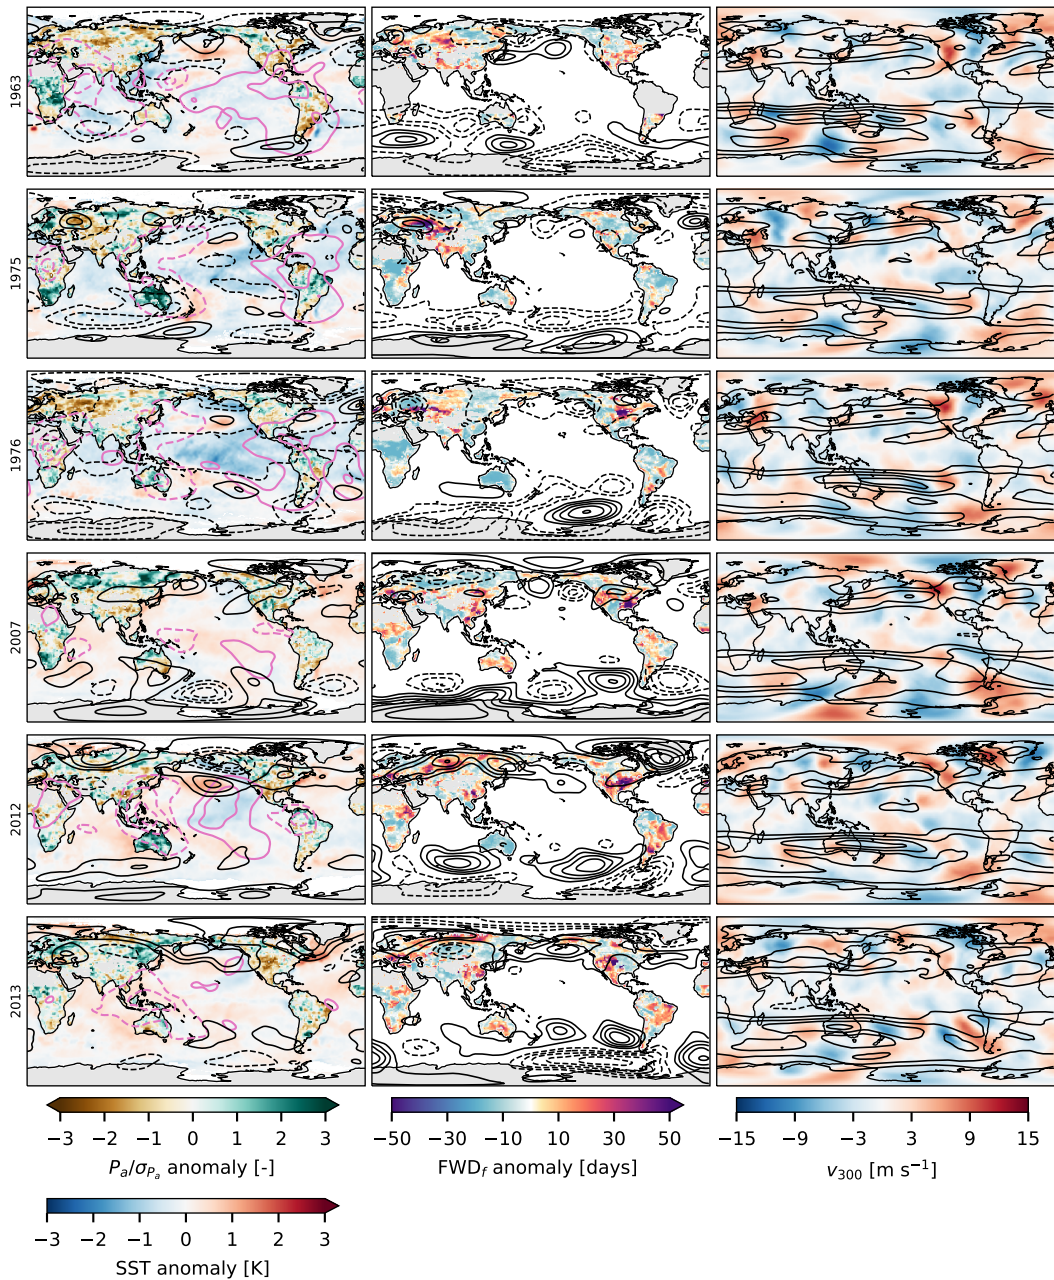 1963
1975
1976
2007
2012
2013
−3 −2 −1 0 1 2 3
P_a/σ_{P_a} anomaly [-]
−50 −30 −10 10 30 50
FWD_f anomaly [days]
−15 −9 −3 3 9 15
v_{300} [m s^{−1}]
−3 −2 −1 0 1 2 3
SST anomaly [K]